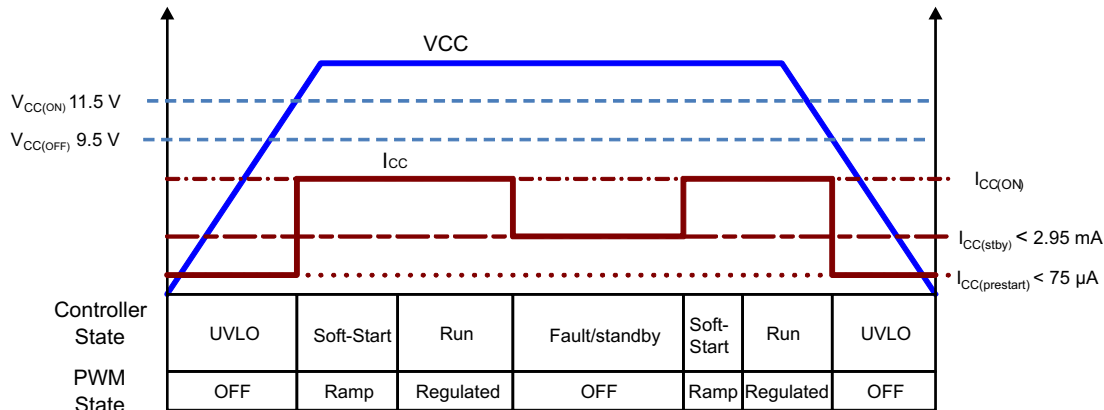 VCC
VCC(ON) 11.5 V
VCC(OFF) 9.5 V
ICC
ICC(ON)
ICC(stby) < 2.95 mA
ICC(prestart) < 75 µA
Controller
State
UVLO
Soft-Start
Run
Fault/standby
Soft-
Start
Run
UVLO
PWM
State
OFF
Ramp
Regulated
OFF
Ramp
Regulated
OFF